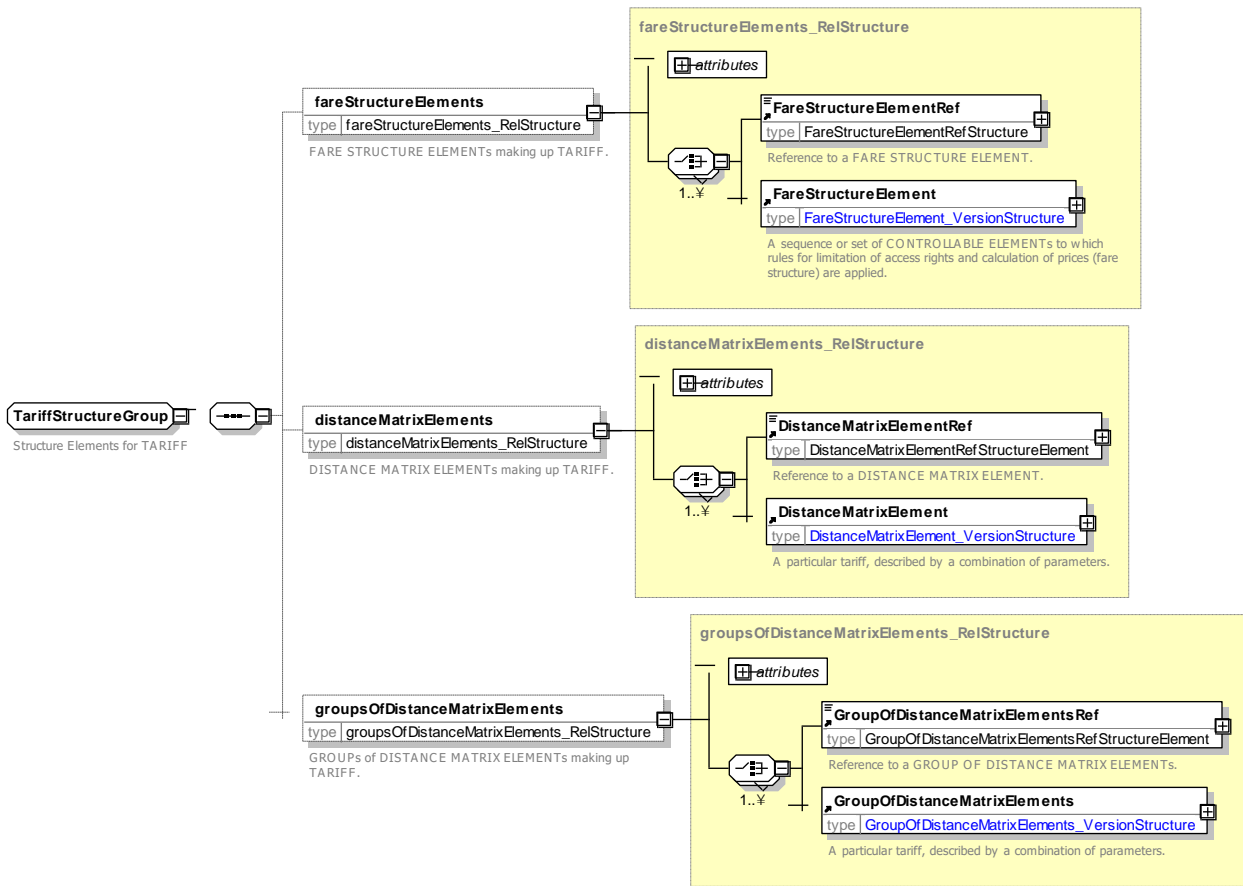 fareStructureElements_RelStructure
attributes
fareStructureElements
type fareStructureElements_RelStructure
FARE STRUCTURE ELEMENTs making up TARIFF.
FareStructureElementRef
type FareStructureElementRefStructure
Reference to a FARE STRUCTURE ELEMENT.
1..¥
FareStructureElement
type FareStructureElement_VersionStructure
A sequence or set of CONTROLLABLE ELEMENTs to which
rules for limitation of access rights and calculation of prices (fare
structure) are applied.
distanceMatrixElements_RelStructure
attributes
TariffStructureGroup
Structure Elements for TARIFF
distanceMatrixElements
type distanceMatrixElements_RelStructure
DISTANCE MATRIX ELEMENTs making up TARIFF.
DistanceMatrixElementRef
type DistanceMatrixElementRefStructureElement
Reference to a DISTANCE MATRIX ELEMENT.
1..¥
DistanceMatrixElement
type DistanceMatrixElement_VersionStructure
A particular tariff, described by a combination of parameters.
groupsOfDistanceMatrixElements_RelStructure
attributes
groupsOfDistanceMatrixElements
type groupsOfDistanceMatrixElements_RelStructure
GROUPs of DISTANCE MATRIX ELEMENTs making up
TARIFF.
GroupOfDistanceMatrixElementsRef
type GroupOfDistanceMatrixElementsRefStructureElement
Reference to a GROUP OF DISTANCE MATRIX ELEMENTs.
1..¥
GroupOfDistanceMatrixElements
type GroupOfDistanceMatrixElements_VersionStructure
A particular tariff, described by a combination of parameters.